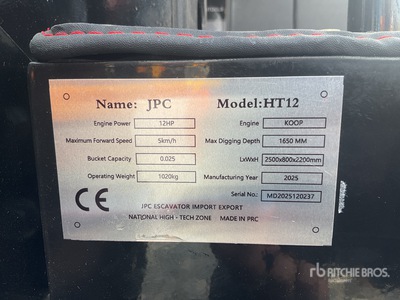 Name: JPC Model:HT12
Engine Power 12HP Engine KOOP
Maximum Forward Speed 5km/h Max Digging Depth 1650 MM
Bucket Capacity 0.025 LxWxH 2500x800x2200mm
Operating Weight 1020kg Manufacturing Year 2025
Serial No.: MD2025120237
CE
JPC ESCAVATOR IMPORT EXPORT
NATIONAL HIGH - TECH ZONE MADE IN PRC
rb RITCHIE BROS.